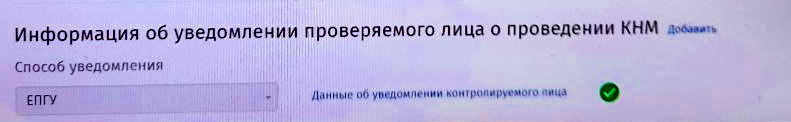 Информация об уведомлении проверяемого лица о проведении КНМ Добавить
Способ уведомления
ЕПГУ Данные об уведомлении контролируемого лица